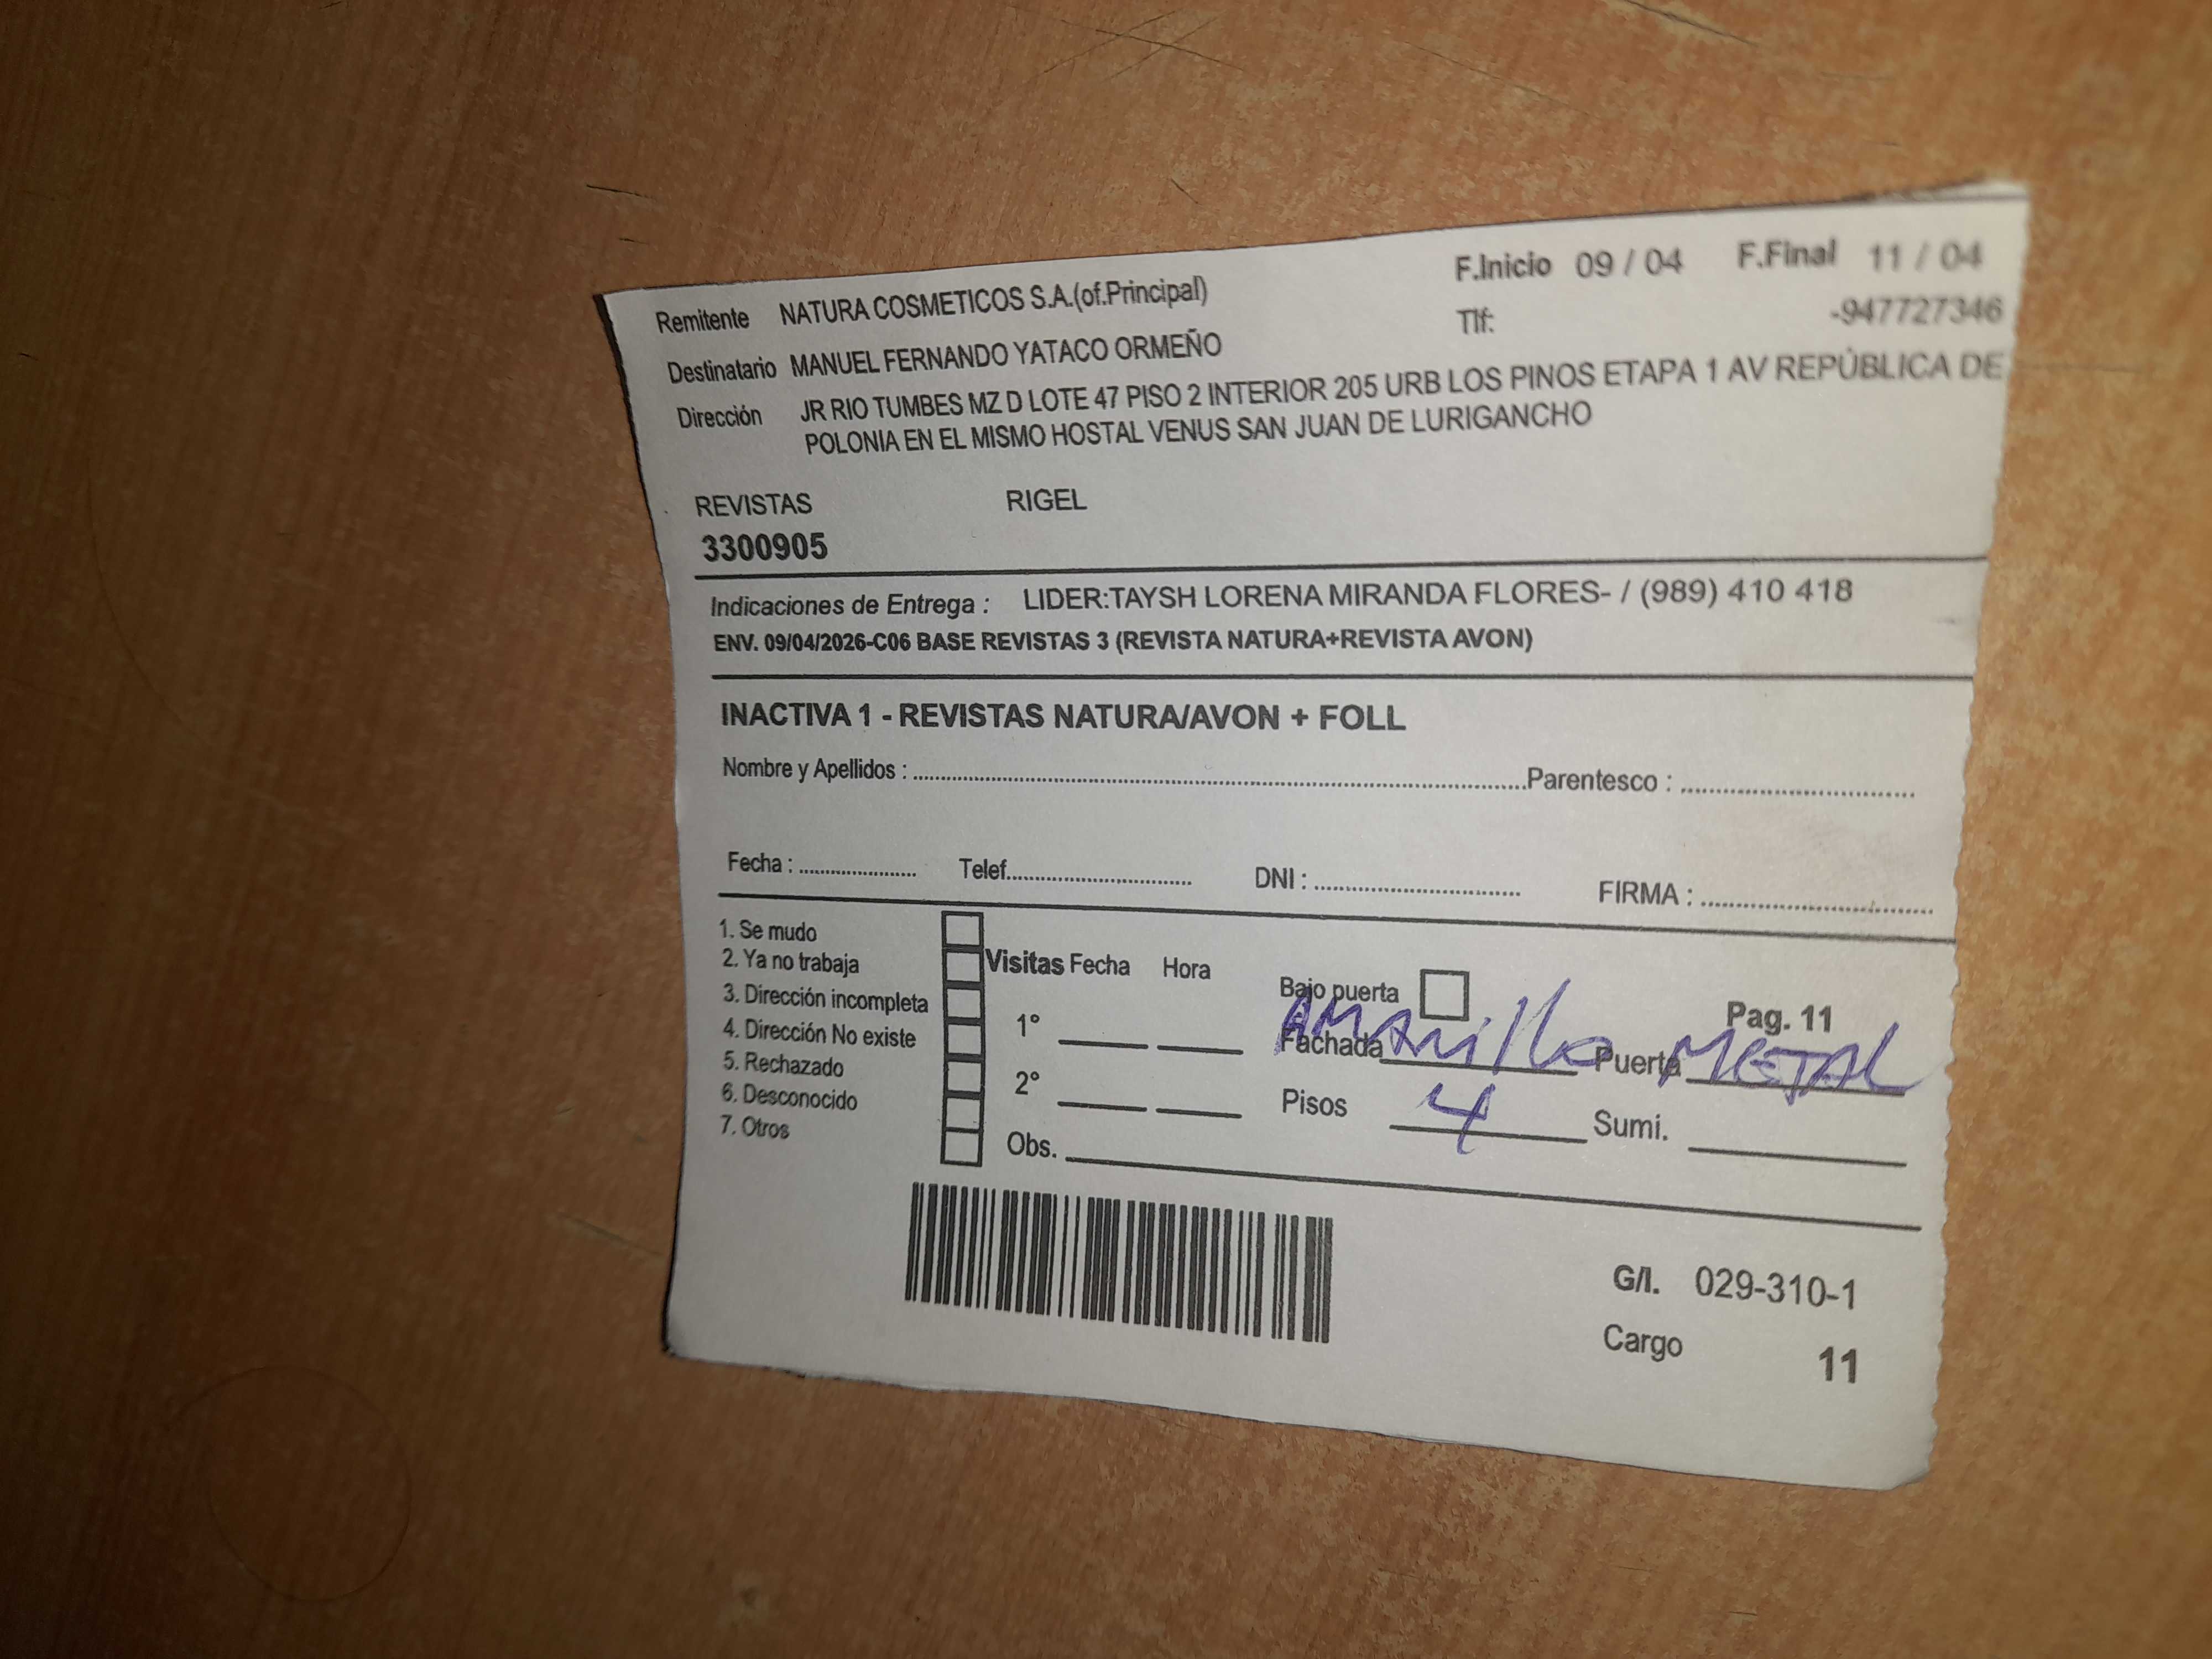 Remitente NATURA COSMETICOS S.A.(of.Principal) F.Inicio 09 / 04 F.Final 11 / 04
Destinatario MANUEL FERNANDO YATACO ORMEÑO Tlf: -947727346
Dirección JR RIO TUMBES MZ D LOTE 47 PISO 2 INTERIOR 205 URB LOS PINOS ETAPA 1 AV REPÚBLICA DE
POLONIA EN EL MISMO HOSTAL VENUS SAN JUAN DE LURIGANCHO
REVISTAS RIGEL
3300905
Indicaciones de Entrega : LIDER:TAYSH LORENA MIRANDA FLORES- / (989) 410 418
ENV. 09/04/2026-C06 BASE REVISTAS 3 (REVISTA NATURA+REVISTA AVON)
INACTIVA 1 - REVISTAS NATURA/AVON + FOLL
Nombre y Apellidos : Parentesco :
Fecha : Telef. DNI : FIRMA :
1. Se mudo
2. Ya no trabaja
3. Dirección incompleta
4. Dirección No existe
5. Rechazado
6. Desconocido
7. Otros
Visitas Fecha Hora
1°
2°
Obs.
Bajo puerta Pag. 11
Fachada AMARillo Puerta METAL
Pisos 4 Sumi.
G/I. 029-310-1
Cargo 11